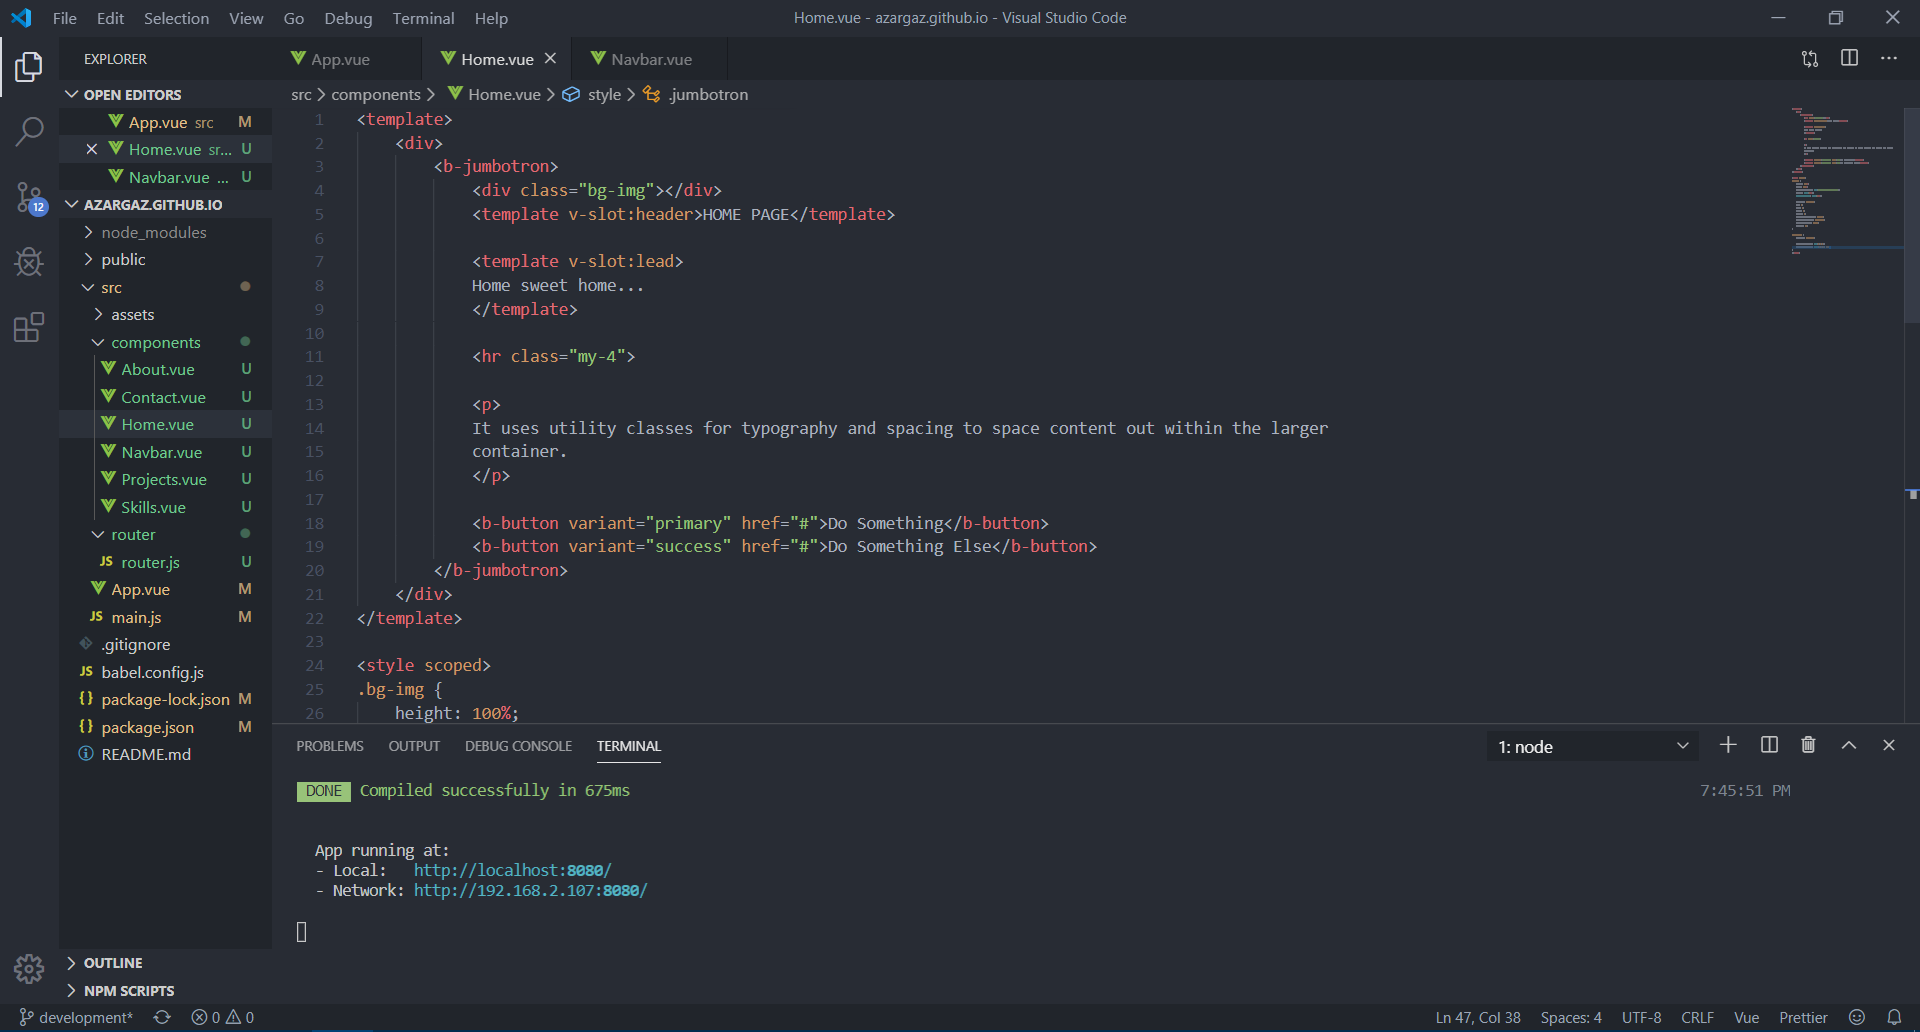 File Edit Selection View Go Debug Terminal Help Home.vue - azargaz.github.io - Visual Studio Code
EXPLORER
OPEN EDITORS
App.vue src M
Home.vue sr... U
Navbar.vue ... U
AZARGAZ.GITHUB.IO
node_modules
public
src
assets
components
About.vue U
Contact.vue U
Home.vue U
Navbar.vue U
Projects.vue U
Skills.vue U
router
JS router.js U
App.vue M
JS main.js M
.gitignore
JS babel.config.js
{} package-lock.json M
{} package.json M
README.md
OUTLINE
NPM SCRIPTS
12
App.vue Home.vue Navbar.vue
src > components > Home.vue > style > .jumbotron
1 <template>
2 <div>
3 <b-jumbotron>
4 <div class="bg-img"></div>
5 <template v-slot:header>HOME PAGE</template>
6
7 <template v-slot:lead>
8 Home sweet home...
9 </template>
10
11 <hr class="my-4">
12
13 <p>
14 It uses utility classes for typography and spacing to space content out within the larger
15 container.
16 </p>
17
18 <b-button variant="primary" href="#">Do Something</b-button>
19 <b-button variant="success" href="#">Do Something Else</b-button>
20 </b-jumbotron>
21 </div>
22 </template>
23
24 <style scoped>
25 .bg-img {
26 height: 100%;
PROBLEMS OUTPUT DEBUG CONSOLE TERMINAL 1: node
DONE Compiled successfully in 675ms 7:45:51 PM
App running at:
- Local: http://localhost:8080/
- Network: http://192.168.2.107:8080/
development* 0 0 Ln 47, Col 38 Spaces: 4 UTF-8 CRLF Vue Prettier